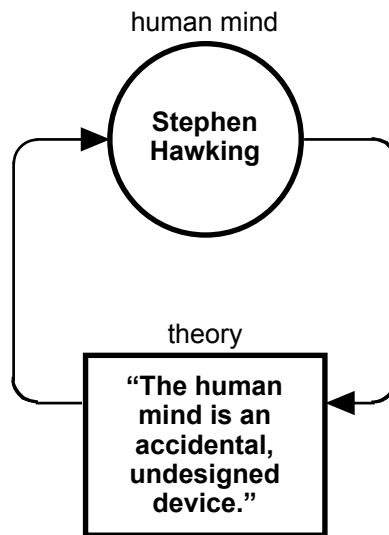 human mind
Stephen
Hawking
theory
“The human
mind is an
accidental,
undesigned
device.”